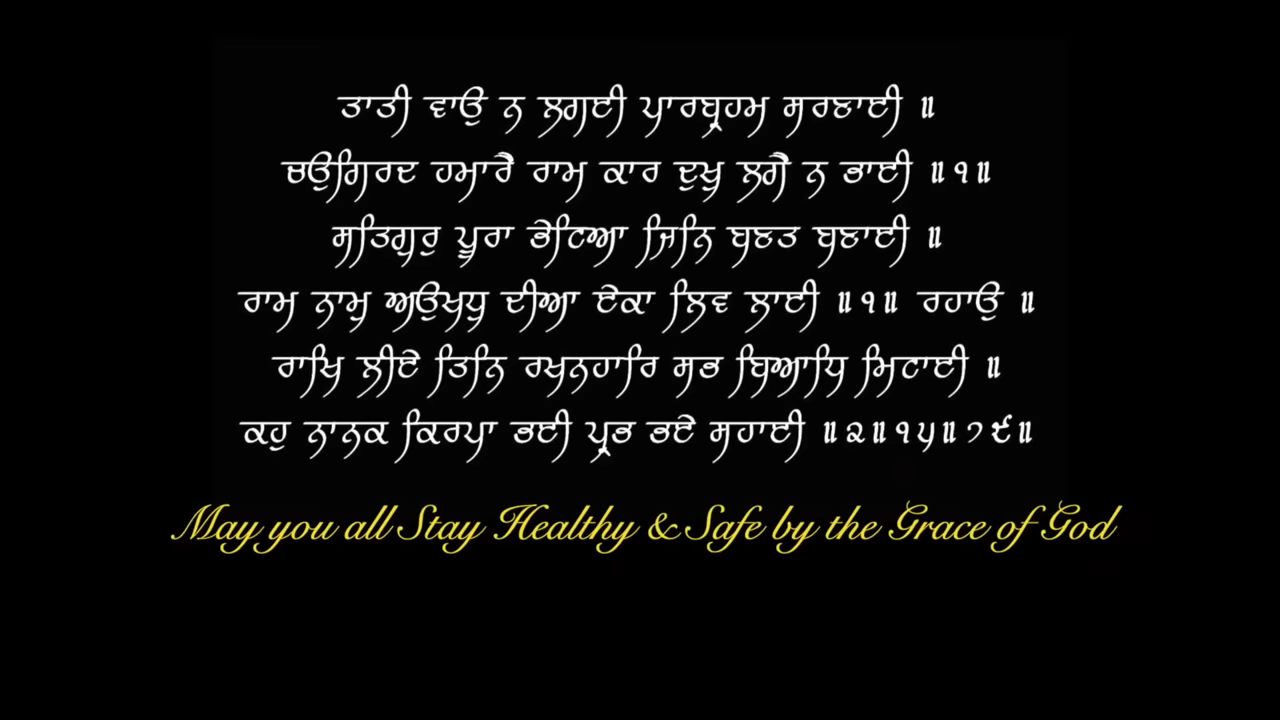 ਤਾਤੀ ਵਾਉ ਨ ਲਗਈ ਪਾਰਬ੍ਰਹਮ ਸਰਣਾਈ ॥
ਚਉਗਿਰਦ ਹਮਾਰੈ ਰਾਮ ਕਾਰ ਦੁਖੁ ਲਗੈ ਨ ਭਾਈ ॥੧॥
ਸਤਿਗੁਰੁ ਪੂਰਾ ਭੇਟਿਆ ਜਿਨਿ ਬਣਤ ਬਣਾਈ ॥
ਰਾਮ ਨਾਮੁ ਅਉਖਧੁ ਦੀਆ ਏਕਾ ਲਿਵ ਲਾਈ ॥੧॥ ਰਹਾਉ ॥
ਰਾਖਿ ਲੀਏ ਤਿਨਿ ਰਖਨਹਾਰਿ ਸਭ ਬਿਆਧਿ ਮਿਟਾਈ ॥
ਕਹੁ ਨਾਨਕ ਕਿਰਪਾ ਭਈ ਪ੍ਰਭ ਭਏ ਸਹਾਈ ॥੨॥੧੫॥੭੯॥
May you all Stay Healthy & Safe by the Grace of God